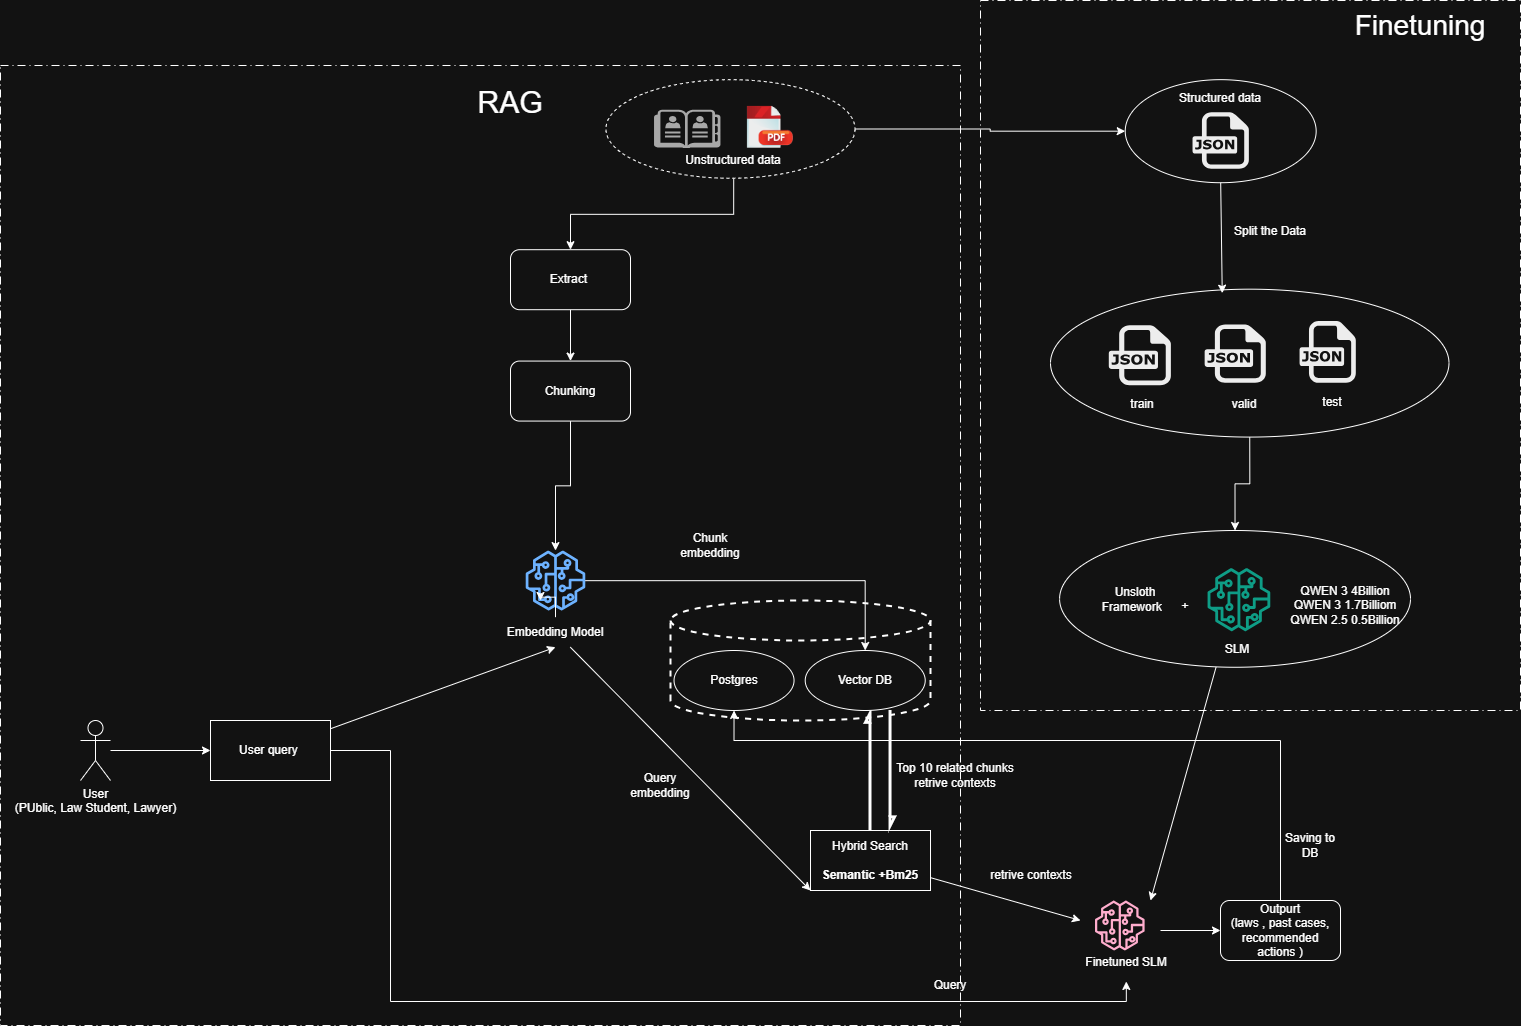 Finetuning
RAG
PDF
Unstructured data
Structured data
JSON
Split the Data
Extract
Chunking
JSON
JSON
JSON
train
valid
test
Chunk
embedding
Embedding Model
Unsloth
Framework
+
QWEN 3 4Billion
QWEN 3 1.7Billiom
QWEN 2.5 0.5Billion
SLM
Postgres
Vector DB
User query
User
(PUblic, Law Student, Lawyer)
Query
embedding
Top 10 related chunks
retrive contexts
Hybrid Search
Semantic +Bm25
retrive contexts
Saving to
DB
Outpurt
(laws , past cases,
recommended
actions )
Finetuned SLM
Query